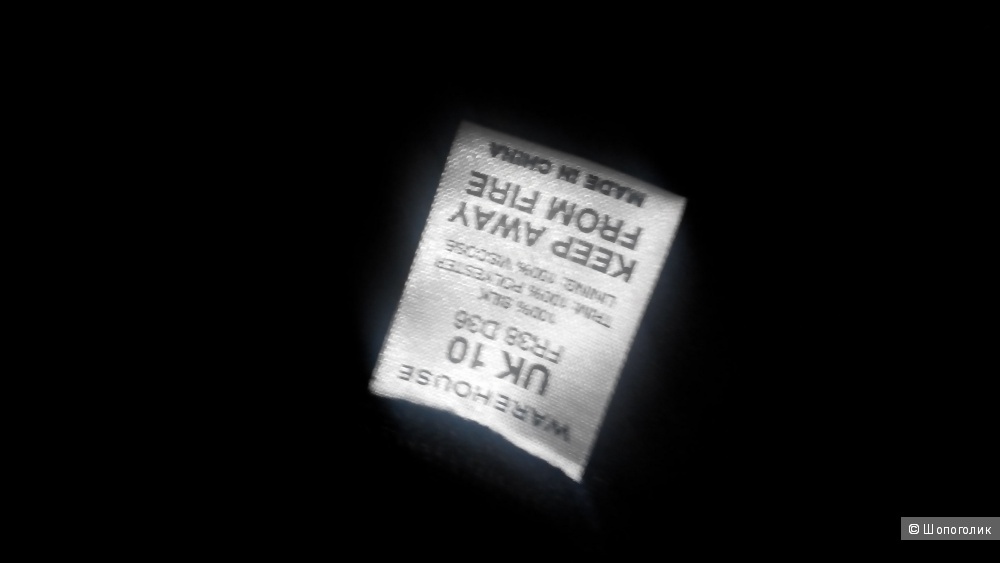 WAREHOUSE
UK 10
FR38 D36
100% SILK
TRIM: 100% POLYESTER
LINING: 100% VISCOSE
KEEP AWAY
FROM FIRE
MADE IN CHINA
© Шопоголик